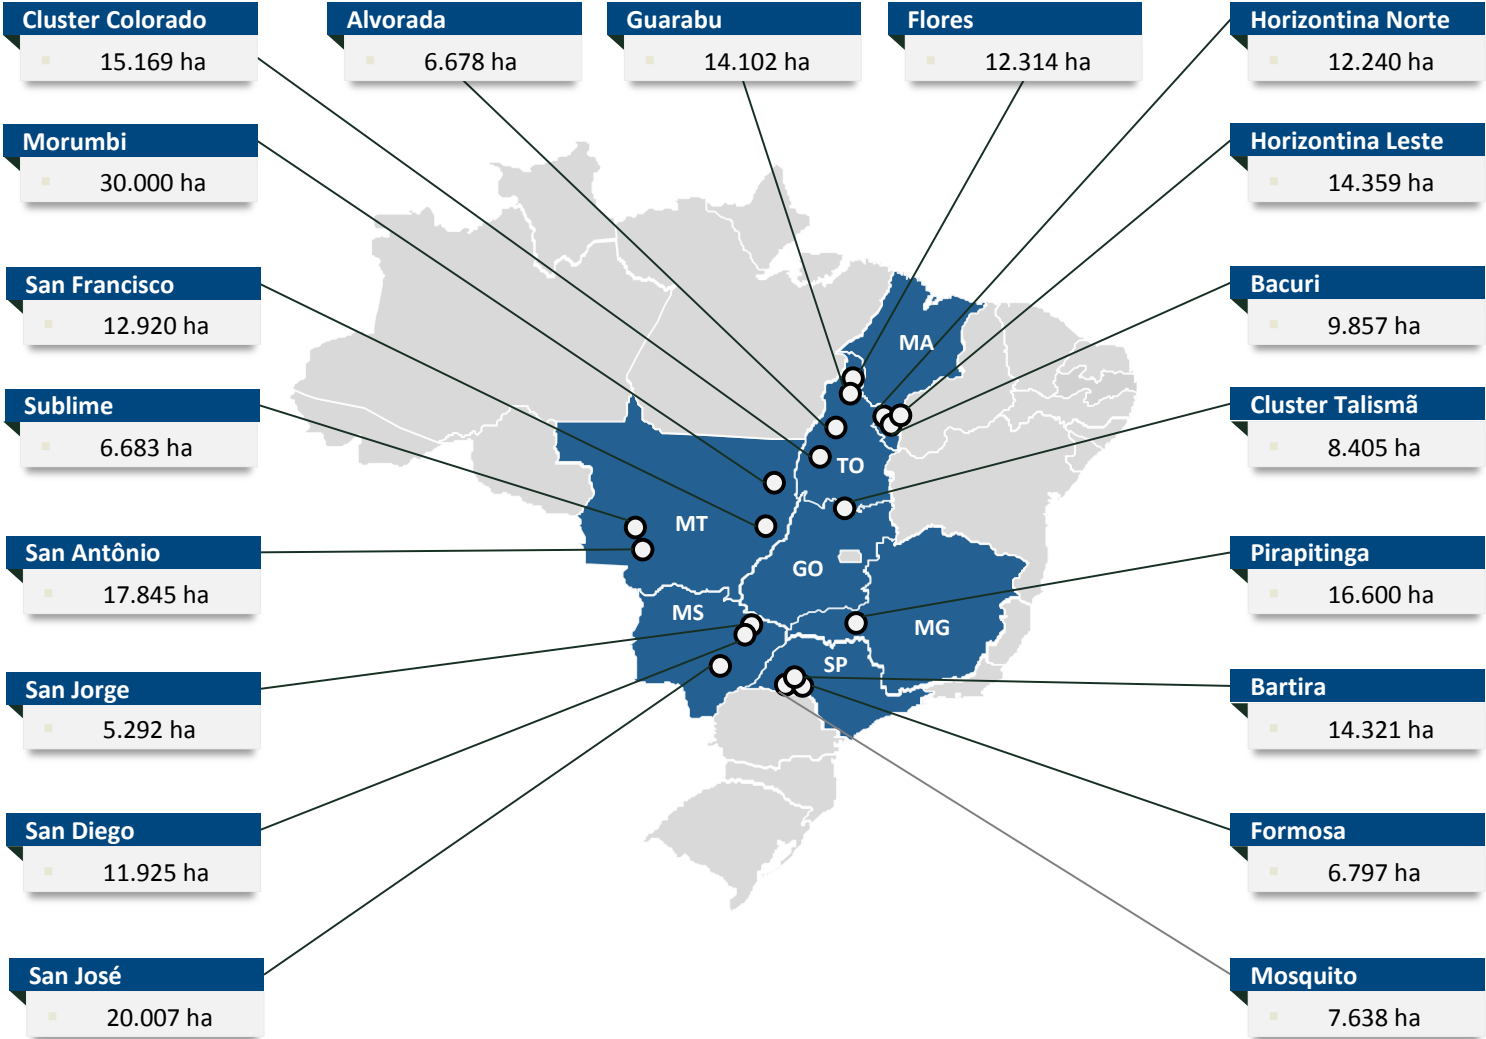 Cluster Colorado
15.169 ha
Alvorada
6.678 ha
Guarabu
14.102 ha
Flores
12.314 ha
Horizontina Norte
12.240 ha
Morumbi
30.000 ha
Horizontina Leste
14.359 ha
San Francisco
12.920 ha
Bacuri
9.857 ha
Sublime
6.683 ha
Cluster Talismã
8.405 ha
San Antônio
17.845 ha
Pirapitinga
16.600 ha
San Jorge
5.292 ha
Bartira
14.321 ha
San Diego
11.925 ha
Formosa
6.797 ha
San José
20.007 ha
Mosquito
7.638 ha
MA
TO
MT
GO
MS
MG
SP